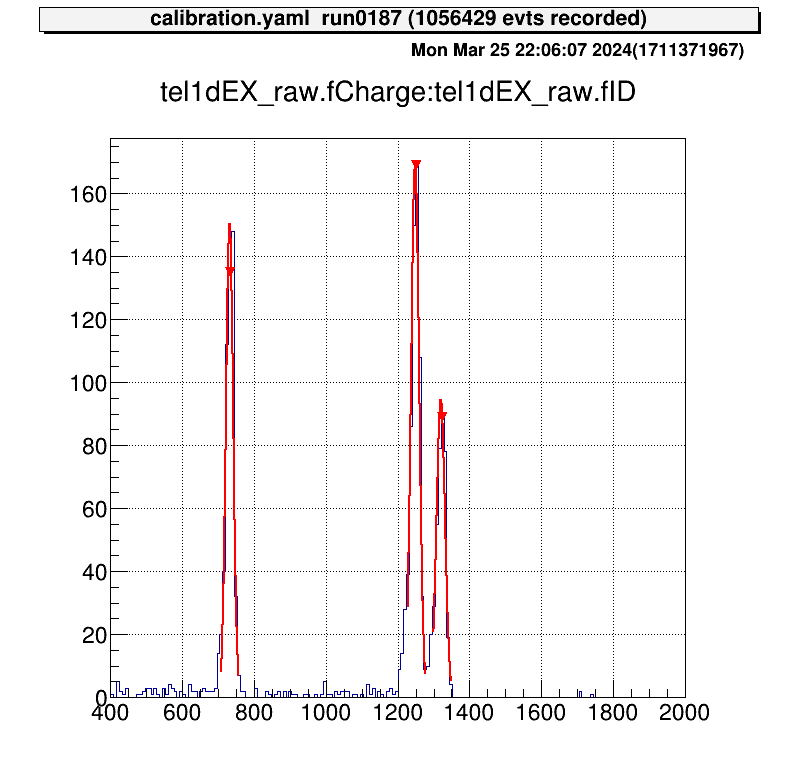 calibration.yaml  run0187 (1056429 evts recorded)
Mon Mar 25 22:06:07 2024(1711371967)
tel1dEX_raw.fCharge:tel1dEX_raw.fID
160
140
120
100
80
60
40
20
0
400 600 800 1000 1200 1400 1600 1800 2000